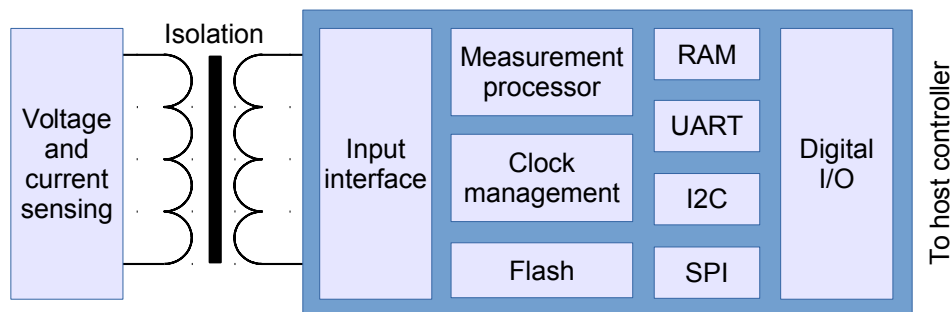 Isolation
Voltage
and
current
sensing
Input
interface
Measurement
processor
Clock
management
Flash
RAM
UART
I2C
SPI
Digital
I/O
To host controller